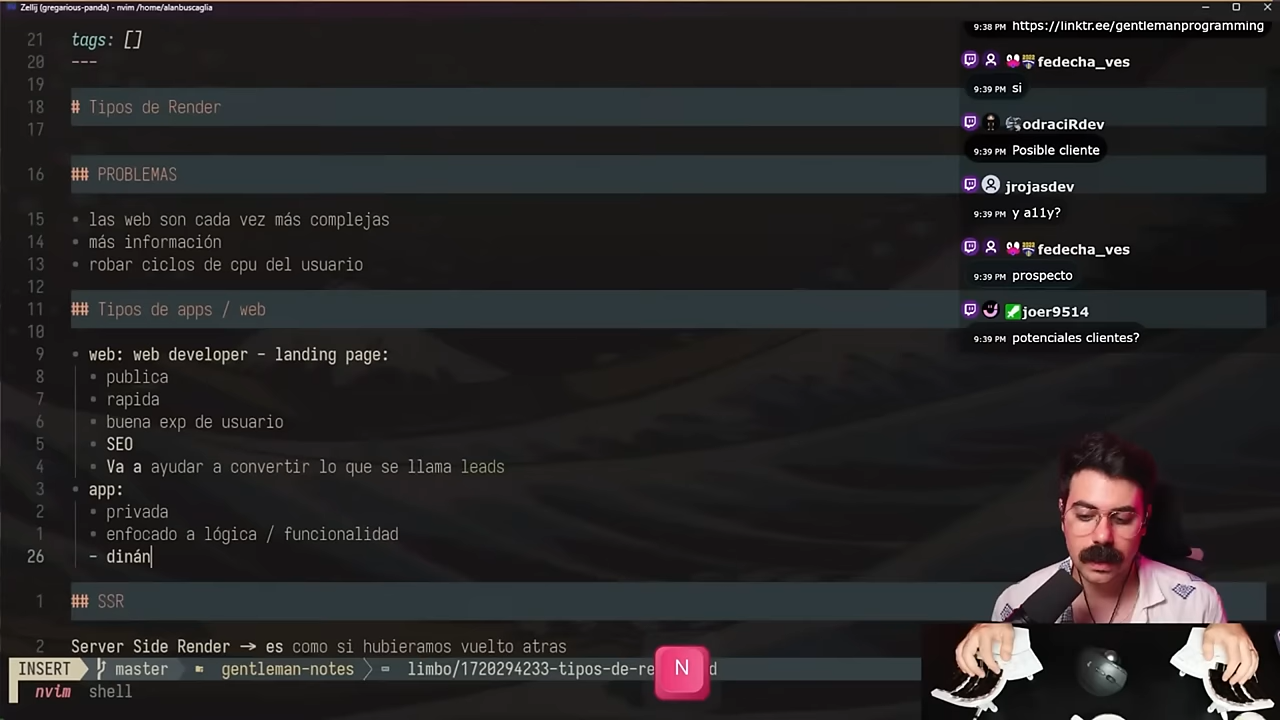 Zellij (gregarious-panda) - nvim /home/alanbuscaglia
21 tags: []
20 ---
19
18 # Tipos de Render
17
16 ## PROBLEMAS
15 • las web son cada vez más complejas
14 • más información
13 • robar ciclos de cpu del usuario
12
11 ## Tipos de apps / web
10
9 • web: web developer - landing page:
8 • publica
7 • rapida
6 • buena exp de usuario
5 • SEO
4 • Va a ayudar a convertir lo que se llama leads
3 • app:
2 • privada
1 • enfocado a lógica / funcionalidad
26 - dinán
1 ## SSR
2 Server Side Render → es como si hubieramos vuelto atras
INSERT master gentleman-notes limbo/1720294233-tipos-de-re d
nvim shell
N
9:38 PM https://linktr.ee/gentlemanprogramming
fedecha_ves
9:39 PM si
odraciRdev
9:39 PM Posible cliente
jrojasdev
9:39 PM y a11y?
fedecha_ves
9:39 PM prospecto
joer9514
9:39 PM potenciales clientes?